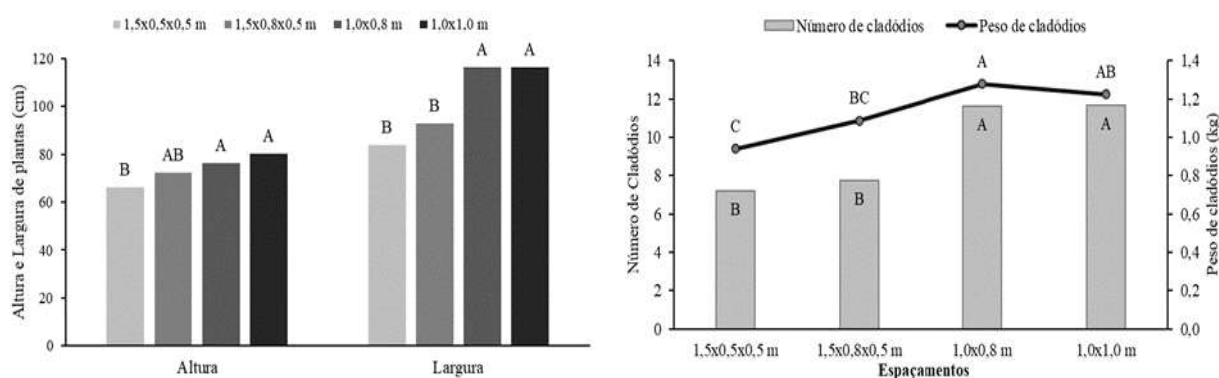 1,5x0,5x0,5 m 1,5x0,8x0,5 m 1,0x0,8 m 1,0x1,0 m
Altura e Largura de plantas (cm)
120
100
80
60
40
20
0
B
AB
A
A
B
B
A
A
Altura
Largura
Número de cladódios Peso de cladódios
Número de Cladódios
14
12
10
8
6
4
2
0
C
BC
A
AB
B
B
A
A
1,4
1,2
1,0
0,8
0,6
0,4
0,2
0,0
Peso de cladódios (kg)
1,5x0,5x0,5 m
1,5x0,8x0,5 m
1,0x0,8 m
1,0x1,0 m
Espaçamentos